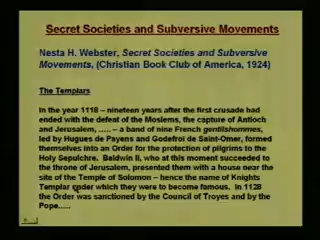 Secret Societies and Subversive Movements
Nesta H. Webster, Secret Societies and Subversive
Movements, (Christian Book Club of America, 1924)
The Templars
In the year 1118 – nineteen years after the first crusade had
ended with the defeat of the Moslems, the capture of Antioch
and Jerusalem, ..... – a band of nine French gentilshommes,
led by Hugues de Payens and Godefroi de Saint-Omer, formed
themselves into an Order for the protection of pilgrims to the
Holy Sepulchre. Baldwin II, who at this moment succeeded to
the throne of Jerusalem, presented them with a house near the
site of the Temple of Solomon – hence the name of Knights
Templar under which they were to become famous. In 1128
the Order was sanctioned by the Council of Troyes and by the
Pope.....